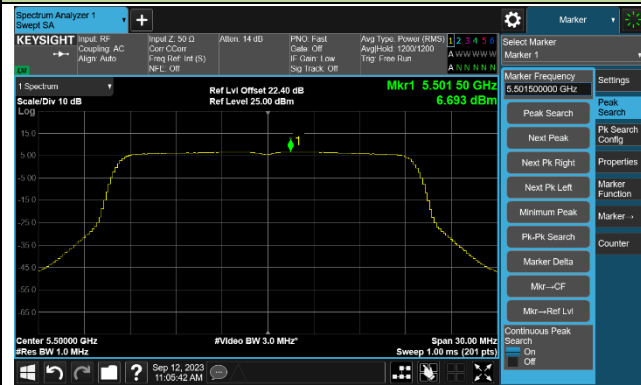 Spectrum Analyzer 1
Swept SA
+
Marker
KEYSIGHT
Input: RF
Coupling: AC
Align: Auto
Input Z: 50 Ω
Corr CCorr
Freq Ref: Int (S)
NFE: Off
Atten: 14 dB
PNO: Fast
Gate: Off
IF Gain: Low
Sig Track: Off
Avg Type: Power (RMS)
Avg|Hold: 1200/1200
Trig: Free Run
1 2 3 4 5 6
A W W W W W
A N N N N N
LXI
Select Marker
Marker 1
1 Spectrum
Scale/Div 10 dB
Log
Ref Lvl Offset 22.40 dB
Ref Level 25.00 dBm
Mkr1 5.501 50 GHz
6.693 dBm
15.0
5.00
-5.00
-15.0
-25.0
-35.0
-45.0
-55.0
-65.0
1
Center 5.50000 GHz
#Res BW 1.0 MHz
#Video BW 3.0 MHz*
Span 30.00 MHz
Sweep 1.00 ms (201 pts)
Marker Frequency
5.501500000 GHz
Peak Search
Next Peak
Next Pk Right
Next Pk Left
Minimum Peak
Pk-Pk Search
Marker Delta
Mkr→CF
Mkr→Ref Lvl
Continuous Peak
Search
On
Off
Settings
Peak
Search
Pk Search
Config
Properties
Marker
Function
Marker→
Counter
?
Sep 12, 2023
11:05:42 AM